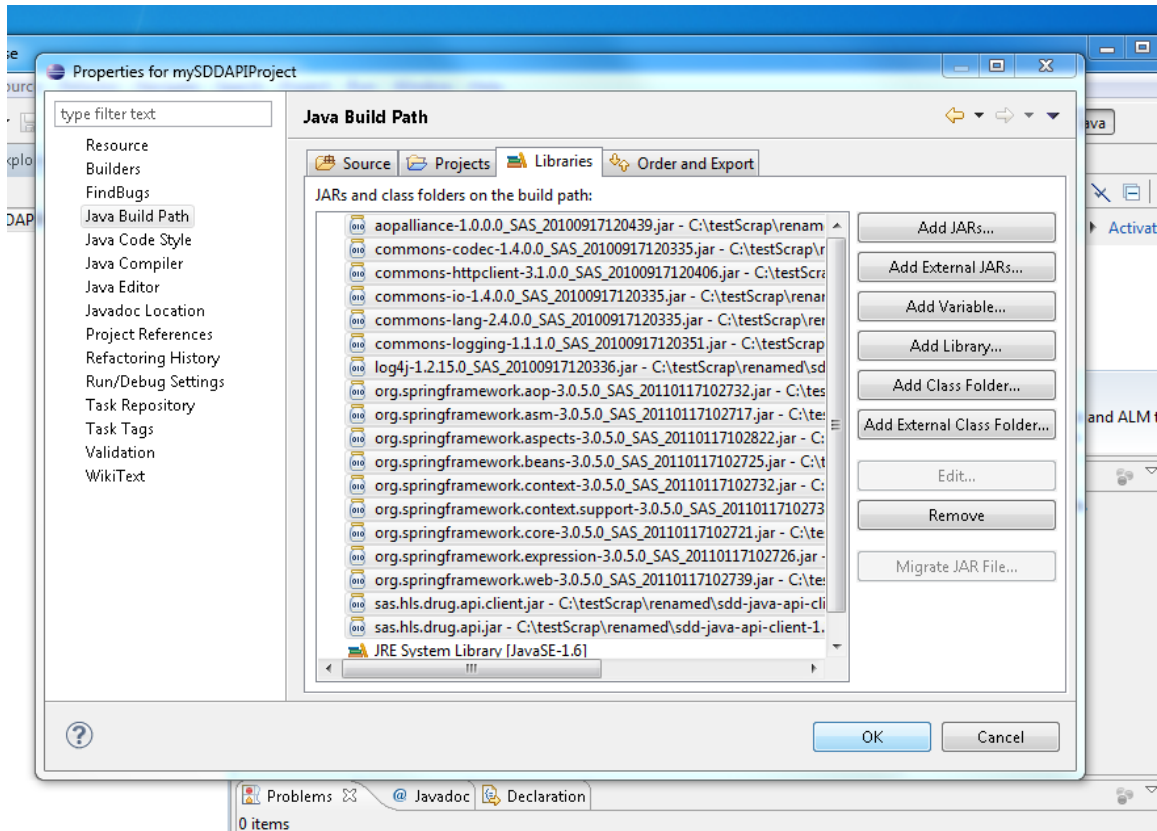 se
Properties for mySDDAPIProject
ourc
type filter text
Java Build Path
ava
xplo
Resource
Builders
FindBugs
Java Build Path
Java Code Style
Java Compiler
Java Editor
Javadoc Location
Project References
Refactoring History
Run/Debug Settings
Task Repository
Task Tags
Validation
WikiText
DAP
Source
Projects
Libraries
Order and Export
JARs and class folders on the build path:
aopalliance-1.0.0.0_SAS_20100917120439.jar - C:\testScrap\renam
commons-codec-1.4.0.0_SAS_20100917120335.jar - C:\testScrap\r
commons-httpclient-3.1.0.0_SAS_20100917120406.jar - C:\testScra
commons-io-1.4.0.0_SAS_20100917120335.jar - C:\testScrap\renar
commons-lang-2.4.0.0_SAS_20100917120335.jar - C:\testScrap\rer
commons-logging-1.1.1.0_SAS_20100917120351.jar - C:\testScrap
log4j-1.2.15.0_SAS_20100917120336.jar - C:\testScrap\renamed\sd
org.springframework.aop-3.0.5.0_SAS_20110117102732.jar - C:\tes
org.springframework.asm-3.0.5.0_SAS_20110117102717.jar - C:\tes
org.springframework.aspects-3.0.5.0_SAS_20110117102822.jar - C:
org.springframework.beans-3.0.5.0_SAS_20110117102725.jar - C:\t
org.springframework.context-3.0.5.0_SAS_20110117102732.jar - C:
org.springframework.context.support-3.0.5.0_SAS_2011011710273
org.springframework.core-3.0.5.0_SAS_20110117102721.jar - C:\te
org.springframework.expression-3.0.5.0_SAS_20110117102726.jar -
org.springframework.web-3.0.5.0_SAS_20110117102739.jar - C:\tes
sas.hls.drug.api.client.jar - C:\testScrap\renamed\sdd-java-api-cli
sas.hls.drug.api.jar - C:\testScrap\renamed\sdd-java-api-client-1.
JRE System Library [JavaSE-1.6]
Add JARs...
Add External JARs...
Add Variable...
Add Library...
Add Class Folder...
Add External Class Folder...
Edit...
Remove
Migrate JAR File...
Activat
and ALM t
OK
Cancel
Problems
@ Javadoc
Declaration
0 items